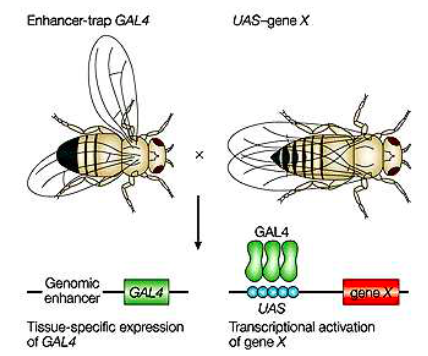 Enhancer-trap GAL4
UAS–gene X
×
GAL4
Genomic
enhancer
GAL4
UAS
gene X
Tissue-specific expression
of GAL4
Transcriptional activation
of gene X